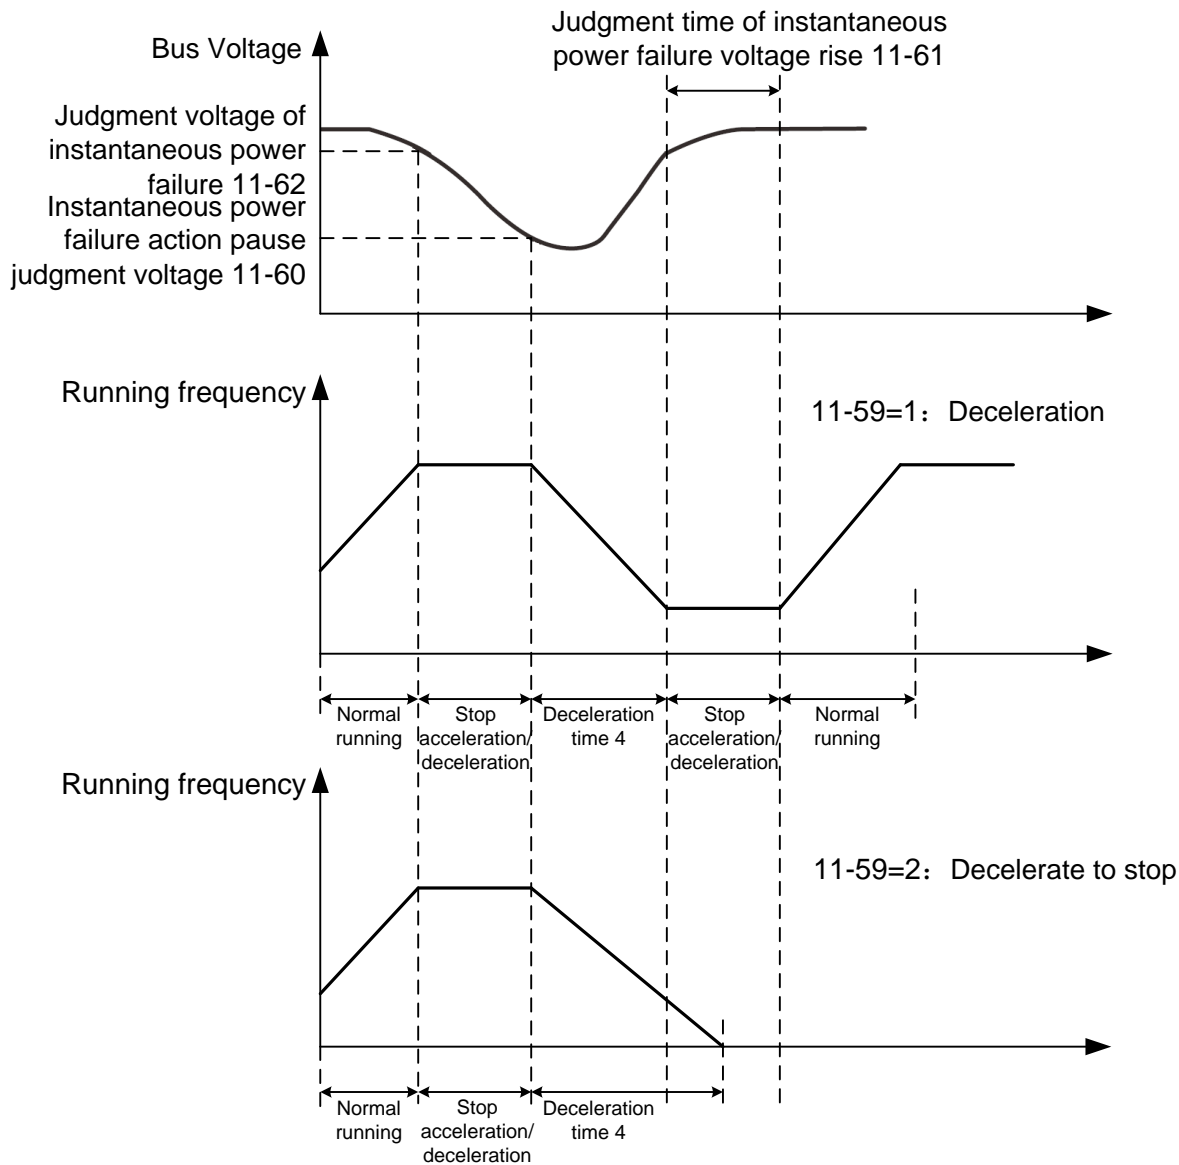 Judgment time of instantaneous
power failure voltage rise 11-61
Bus Voltage
Judgment voltage of
instantaneous power
failure 11-62
Instantaneous power
failure action pause
judgment voltage 11-60
Running frequency
11-59=1：Deceleration
Normal
running
Stop
acceleration/
deceleration
Deceleration
time 4
Stop
acceleration/
deceleration
Normal
running
Running frequency
11-59=2：Decelerate to stop
Normal
running
Stop
acceleration/
deceleration
Deceleration
time 4